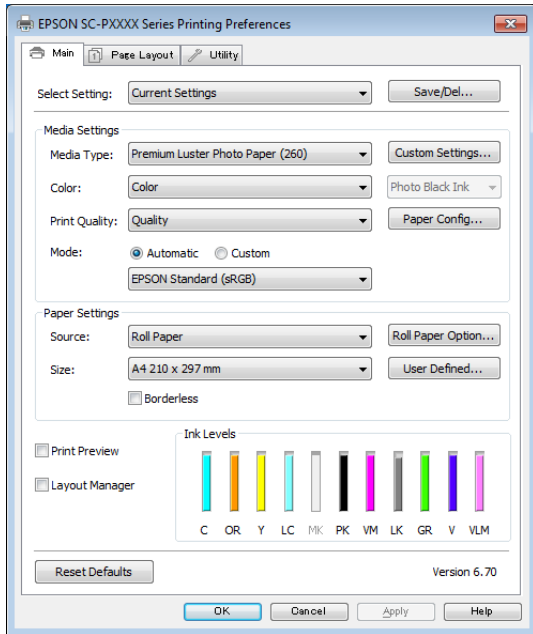 EPSON SC-PXXXX Series Printing Preferences
Main Page Layout Utility
Select Setting: Current Settings Save/Del...
Media Settings
Media Type: Premium Luster Photo Paper (260) Custom Settings...
Color: Color Photo Black Ink
Print Quality: Quality Paper Config...
Mode: Automatic Custom
EPSON Standard (sRGB)
Paper Settings
Source: Roll Paper Roll Paper Option...
Size: A4 210 x 297 mm User Defined...
Borderless
Ink Levels
Print Preview
Layout Manager
C OR Y LC MK PK VM LK GR V VLM
Reset Defaults Version 6.70
OK Cancel Apply Help